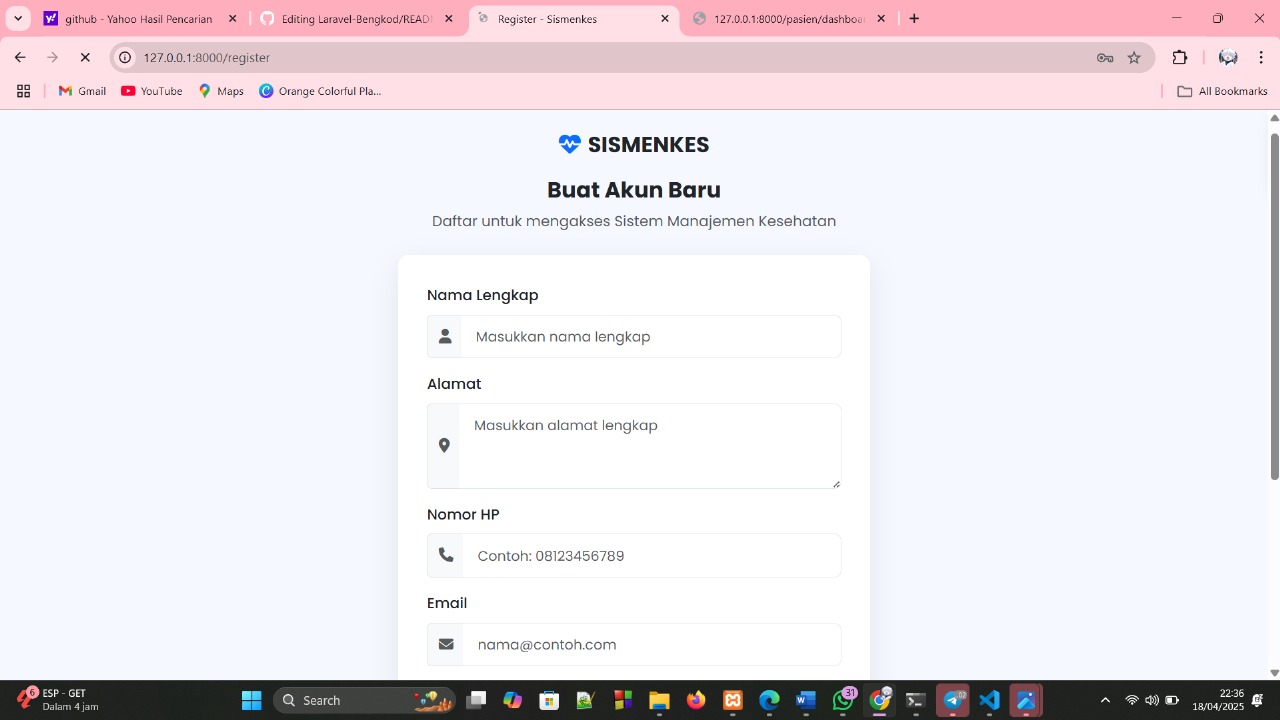 github - Yahoo Hasil Pencarian
Editing Laravel-Bengkod/READ
Register - Sismenkes
127.0.0.1:8000/pasien/dashboa
127.0.0.1:8000/register
Gmail
YouTube
Maps
Orange Colorful Pla...
All Bookmarks
SISMENKES
Buat Akun Baru
Daftar untuk mengakses Sistem Manajemen Kesehatan
Nama Lengkap
Masukkan nama lengkap
Alamat
Masukkan alamat lengkap
Nomor HP
Contoh: 08123456789
Email
nama@contoh.com
6
ESP - GET
Dalam 4 jam
Search
31
02
22:36
18/04/2025